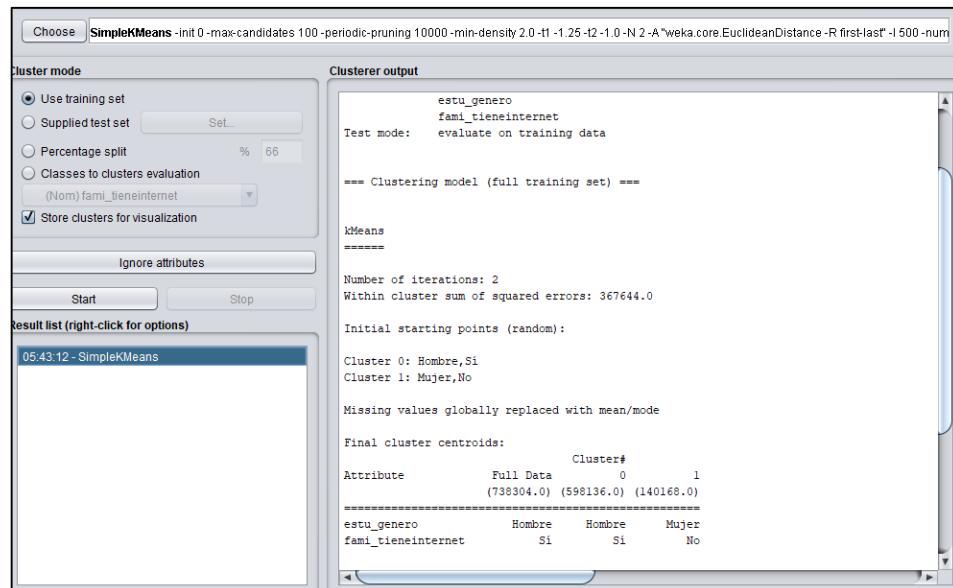 Choose SimpleKMeans -init 0 -max-candidates 100 -periodic-pruning 10000 -min-density 2.0 -t1 -1.25 -t2 -1.0 -N 2 -A "weka.core.EuclideanDistance -R first-last" -I 500 -num
Cluster mode
Use training set
Supplied test set Set...
Percentage split % 66
Classes to clusters evaluation
(Nom) fami_tieneinternet
Store clusters for visualization
Ignore attributes
Start Stop
Result list (right-click for options)
05:43:12 - SimpleKMeans
Clusterer output
estu_genero
fami_tieneinternet
Test mode: evaluate on training data
=== Clustering model (full training set) ===
kMeans
======
Number of iterations: 2
Within cluster sum of squared errors: 367644.0
Initial starting points (random):
Cluster 0: Hombre,Sí
Cluster 1: Mujer,No
Missing values globally replaced with mean/mode
Final cluster centroids:
Cluster#
Attribute Full Data 0 1
(738304.0) (598136.0) (140168.0)
======================================================
estu_genero Hombre Hombre Mujer
fami_tieneinternet Sí Sí No